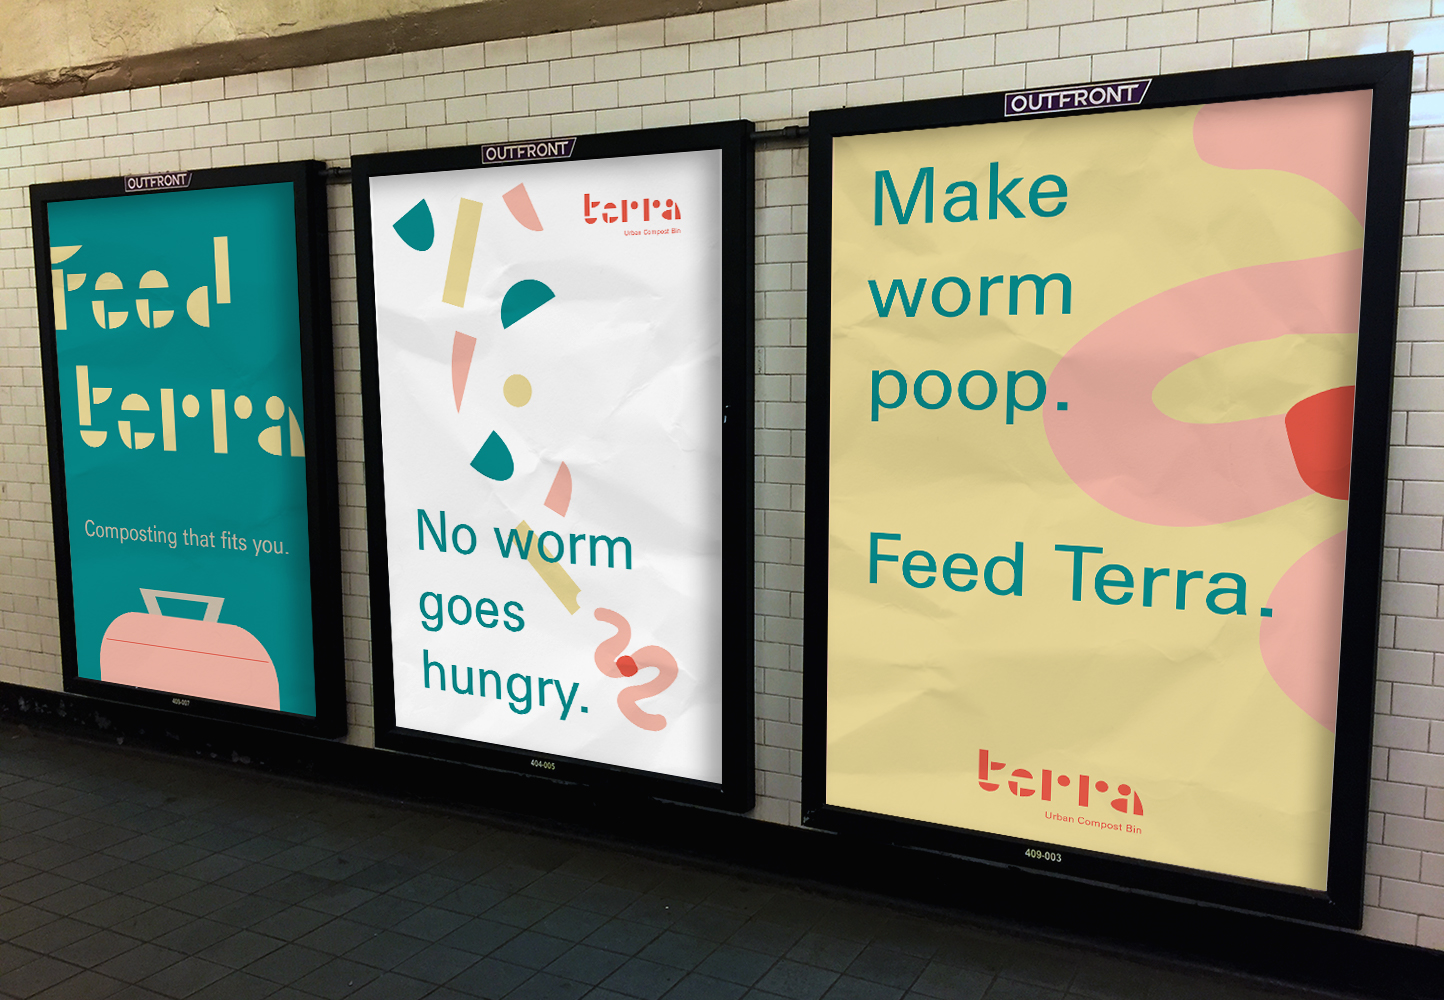 OUTFRONT
feed
terra
Composting that fits you.
409-007
OUTFRONT
terra
Urban Compost Bin
No worm
goes
hungry.
404-005
OUTFRONT
Make
worm
poop.
Feed Terra.
terra
Urban Compost Bin
409-003